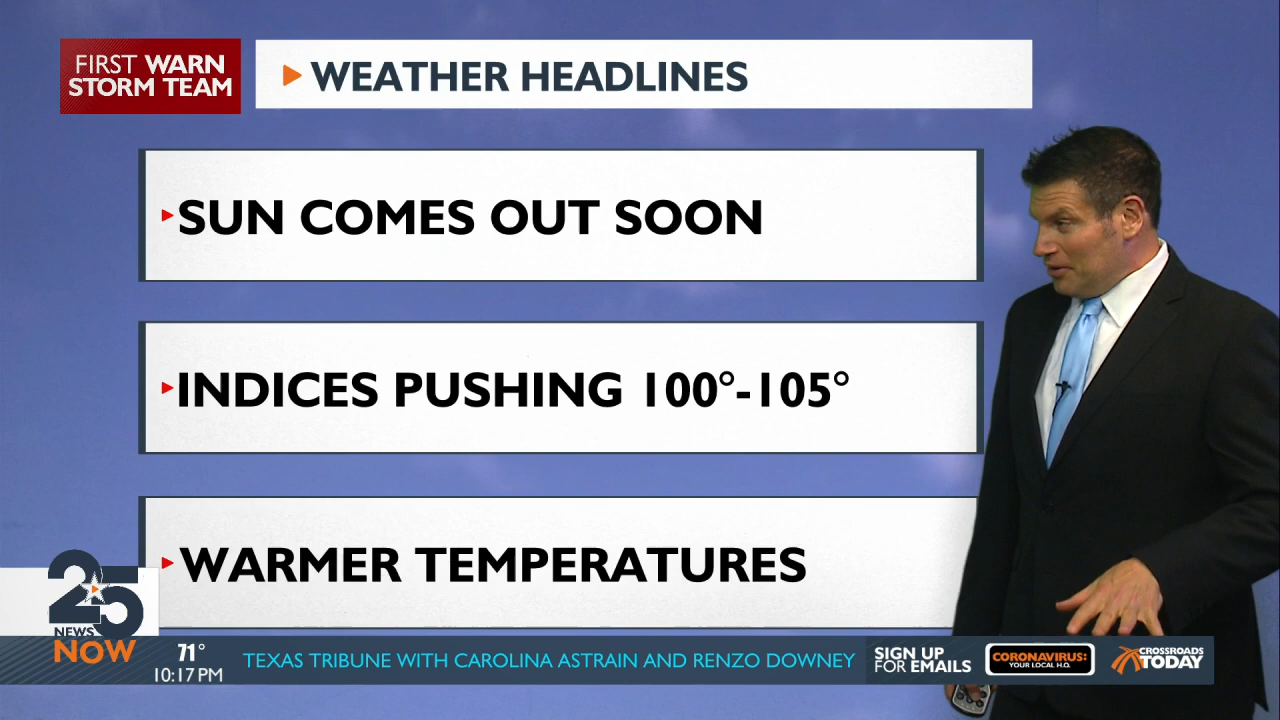 FIRST WARN
STORM TEAM
WEATHER HEADLINES
SUN COMES OUT SOON
INDICES PUSHING 100°-105°
WARMER TEMPERATURES
25
NEWS
NOW
71°
10:17 PM
TEXAS TRIBUNE WITH CAROLINA ASTRAIN AND RENZO DOWNEY
SIGN UP
FOR EMAILS
CORONAVIRUS:
YOUR LOCAL H.Q.
CROSSROADS
TODAY